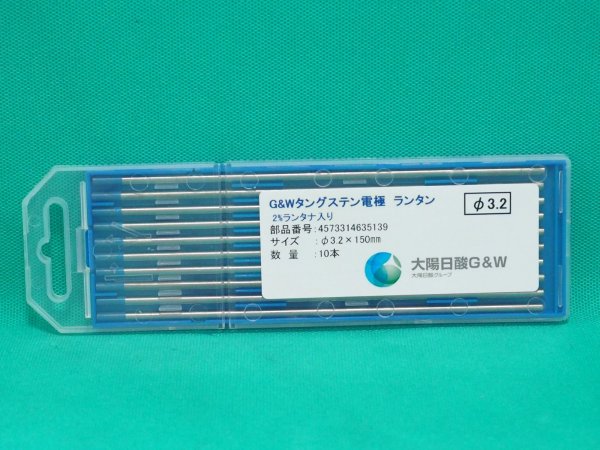 G&Wタングステン電極 ランタン
2%ランタナ入り
部品番号:4573314635139
サイズ :φ3.2×150mm
数量 :10本
φ3.2
大陽日酸G&W
大陽日酸グループ